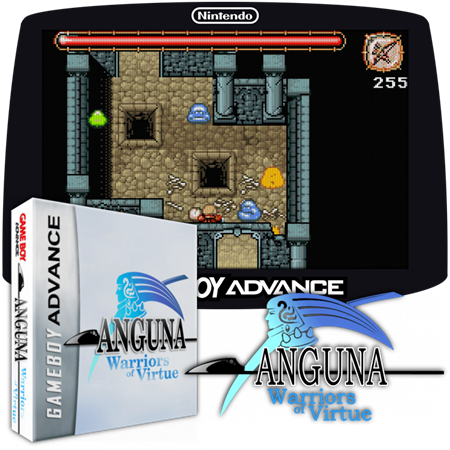 Nintendo
255
BOY ADVANCE
GAME BOY
ADVANCE
ANGUNA
Warriors
of Virtue
GAMEBOY ADVANCE
ANGUNA
Warriors
of Virtue
ANGUNA
Warriors
of Virtue